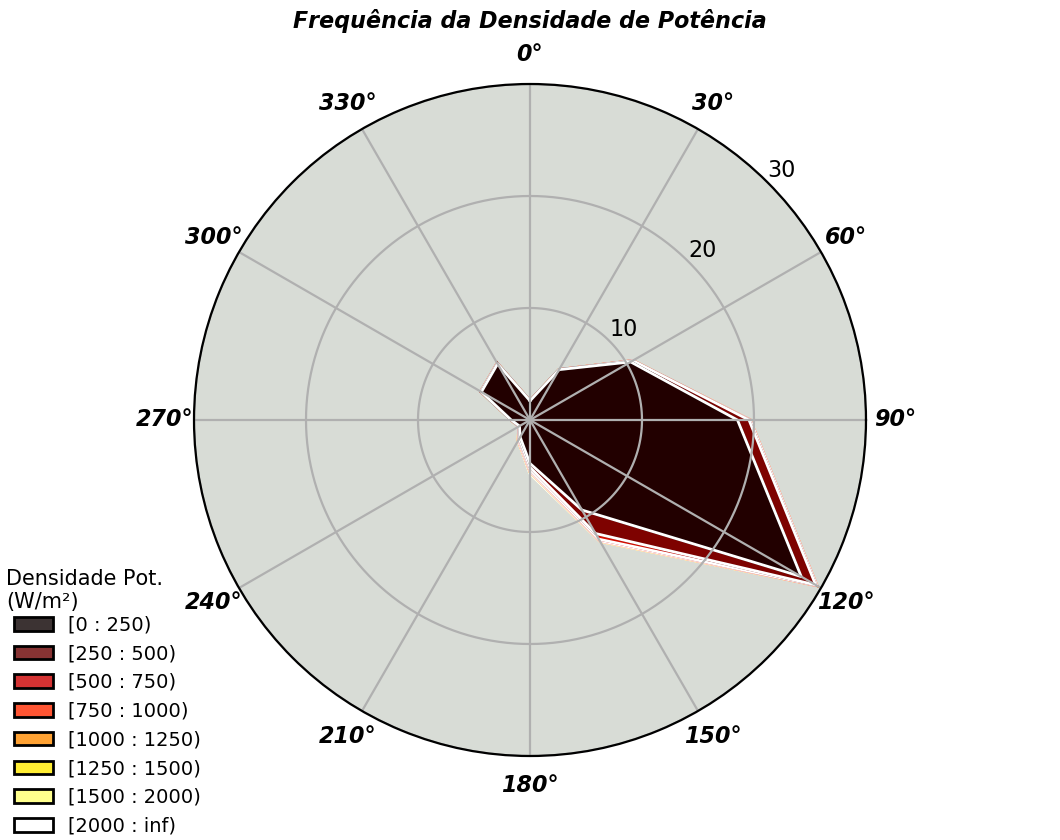 Frequência da Densidade de Potência
0°
330°
30°
30
300°
60°
20
10
270°
90°
240°
120°
210°
150°
180°
Densidade Pot.
(W/m²)
[0 : 250)
[250 : 500)
[500 : 750)
[750 : 1000)
[1000 : 1250)
[1250 : 1500)
[1500 : 2000)
[2000 : inf)